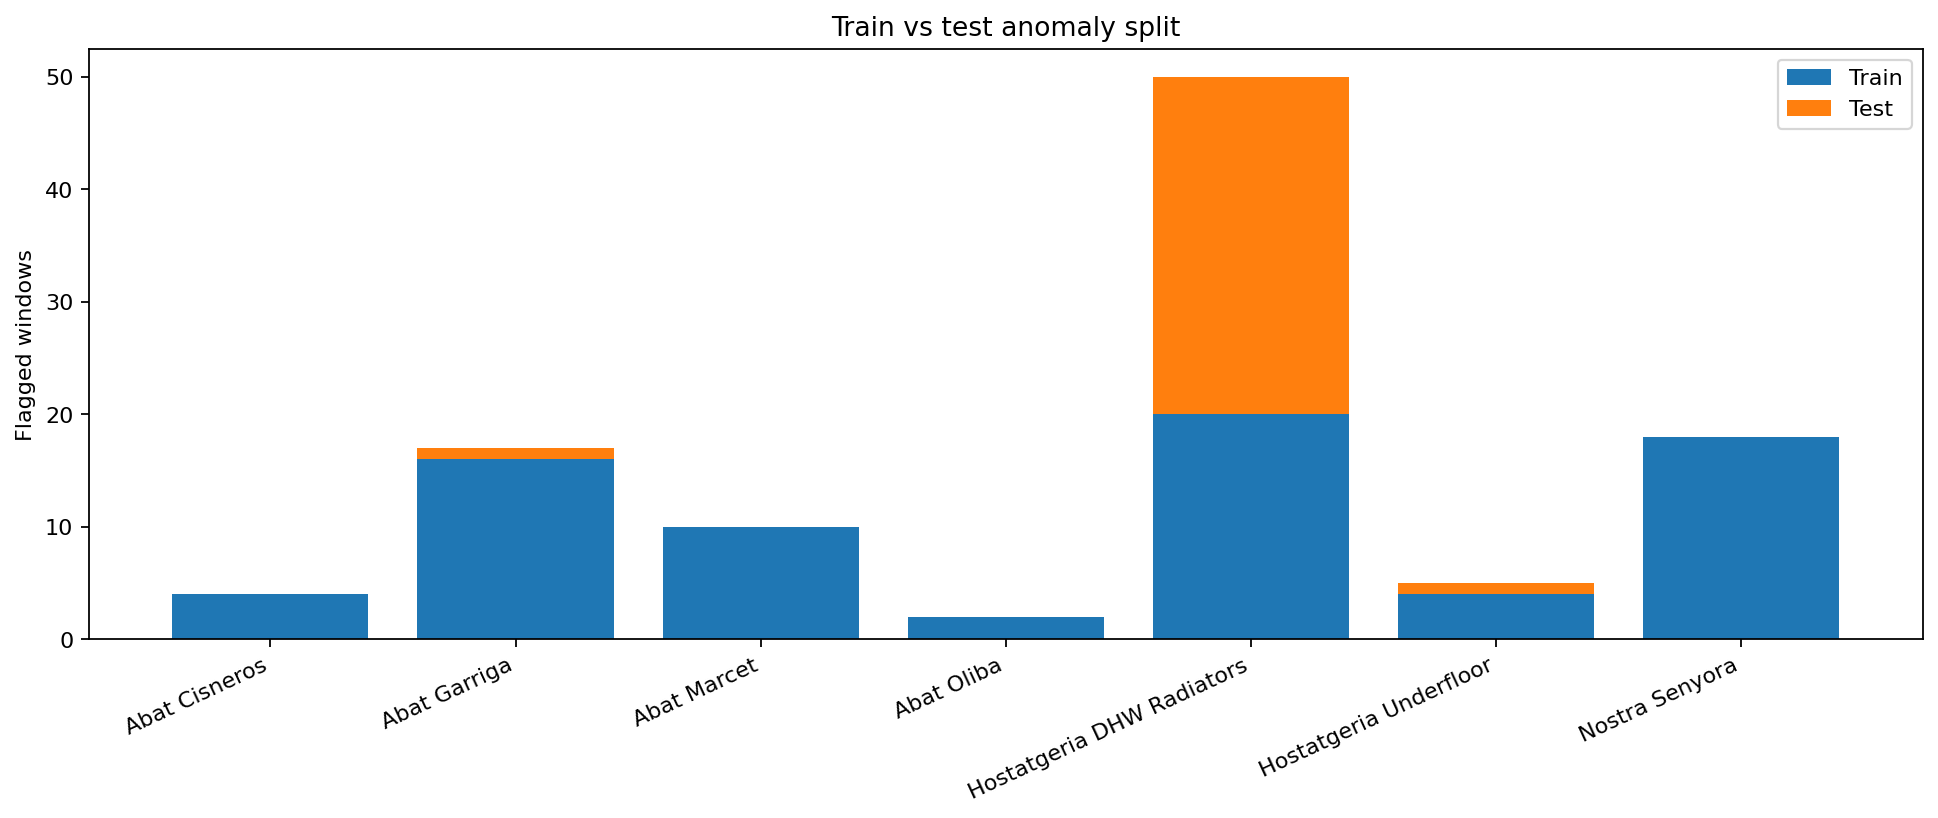 Train vs test anomaly split
Train
Test
Flagged windows
50
40
30
20
10
0
Abat Cisneros
Abat Garriga
Abat Marcet
Abat Oliba
Hostatgeria DHW Radiators
Hostatgeria Underfloor
Nostra Senyora